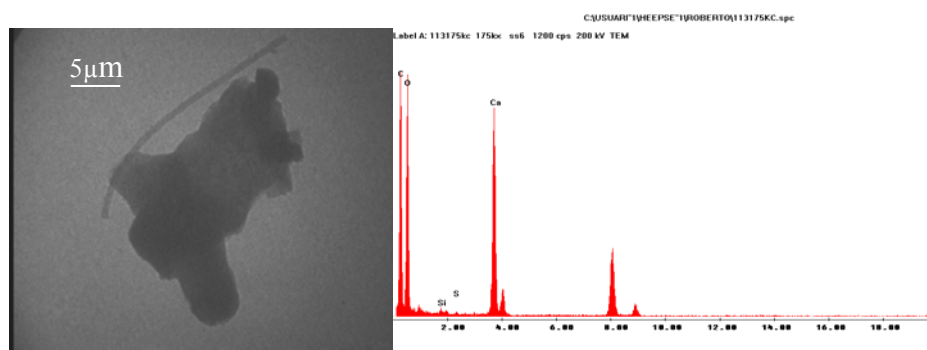 C:\USUARI~1\HEEPSE~1\ROBERTO\113175KC.spc
Label A: 113175kc 175kx ss6 1200 cps 200 kV TEM
5µm
C
O
Ca
S
Si
2.00 4.00 6.00 8.00 10.00 12.00 14.00 16.00 18.00